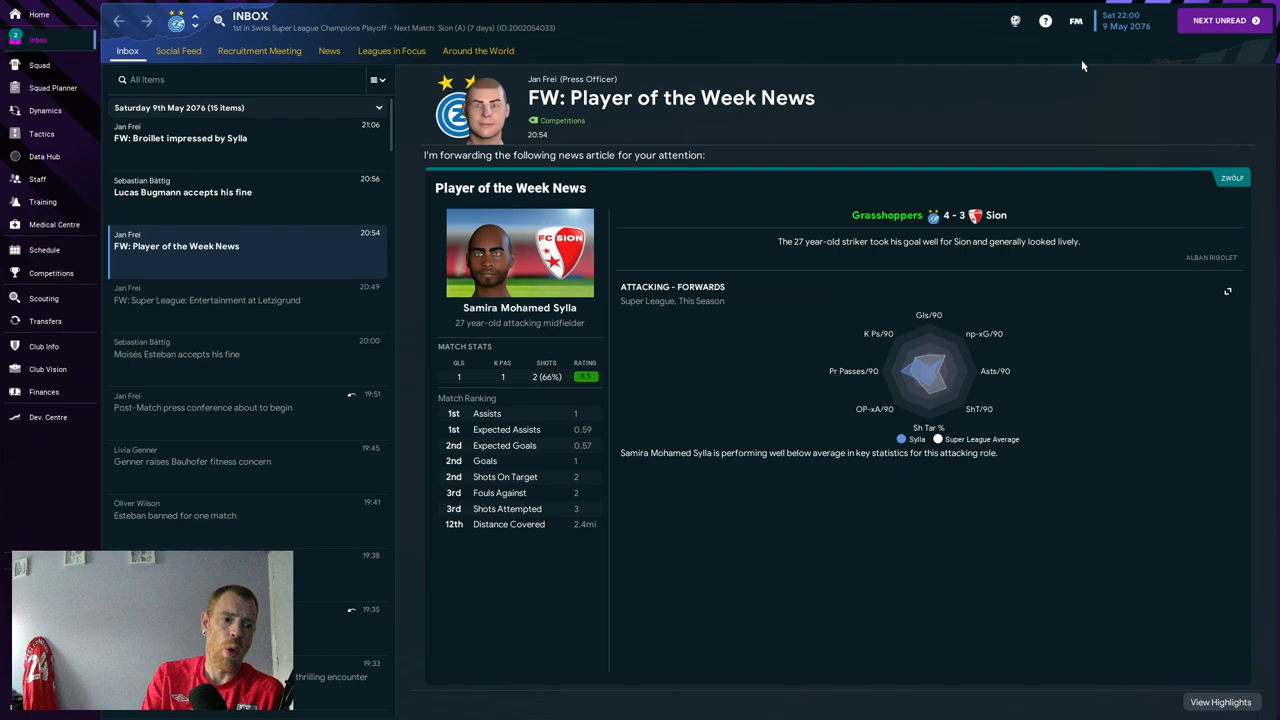 Home
INBOX
1st in Swiss Super League Champions Playoff - Next Match: Sion (A) (7 days) (ID:2002054033)
FM
Sat 22:00
9 May 2076
NEXT UNREAD
2
Inbox
Squad
Squad Planner
Dynamics
Tactics
Data Hub
Staff
Training
Medical Centre
Schedule
Competitions
Scouting
Transfers
Club Info
Club Vision
Finances
Dev. Centre
Inbox
Social Feed
Recruitment Meeting
News
Leagues in Focus
Around the World
All Items
Saturday 9th May 2076 (15 items)
Jan Frei
21:06
FW: Broillet impressed by Sylla
Sebastian Bättig
20:56
Lucas Bugmann accepts his fine
Jan Frei
20:54
FW: Player of the Week News
Jan Frei
20:49
FW: Super League: Entertainment at Letzigrund
Sebastian Bättig
20:00
Moisés Esteban accepts his fine
Jan Frei
19:51
Post-Match press conference about to begin
Livia Genner
19:45
Genner raises Bauhofer fitness concern
Oliver Wilson
19:41
Esteban banned for one match
19:38
19:35
19:33
thrilling encounter
Jan Frei (Press Officer)
FW: Player of the Week News
Competitions
20:54
I'm forwarding the following news article for your attention:
ZWÖLF
Player of the Week News
FC SION
Samira Mohamed Sylla
27 year-old attacking midfielder
MATCH STATS
GLS K PAS SHOTS RATING
1 1 2 (66%) 8.5
Match Ranking
1st Assists 1
1st Expected Assists 0.59
2nd Expected Goals 0.57
2nd Goals 1
2nd Shots On Target 2
3rd Fouls Against 2
3rd Shots Attempted 3
12th Distance Covered 2.4mi
Grasshoppers 4 - 3 Sion
The 27 year-old striker took his goal well for Sion and generally looked lively.
ALBAN RIGOLET
ATTACKING - FORWARDS
Super League, This Season
Gls/90
K Ps/90
np-xG/90
Pr Passes/90
Asts/90
OP-xA/90
ShT/90
Sh Tar %
Sylla
Super League Average
Samira Mohamed Sylla is performing well below average in key statistics for this attacking role.
View Highlights